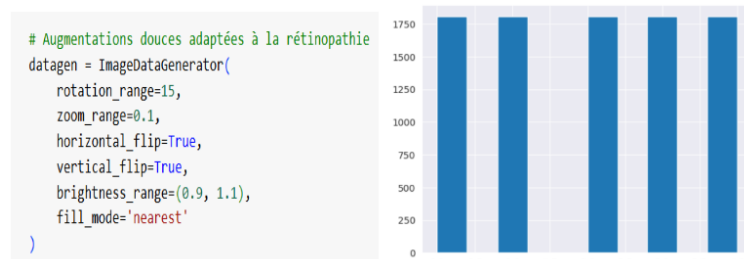 # Augmentations douces adaptées à la rétinopathie
datagen = ImageDataGenerator(
    rotation_range=15,
    zoom_range=0.1,
    horizontal_flip=True,
    vertical_flip=True,
    brightness_range=(0.9, 1.1),
    fill_mode='nearest'
)
1750
1500
1250
1000
750
500
250
0